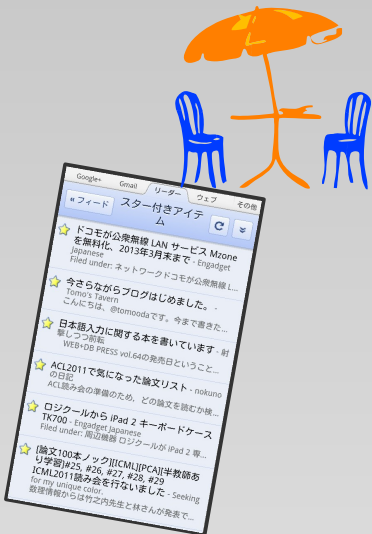 Google+ Gmail リーダー ウェブ その他
« フィード
スター付きアイテ
ム
ドコモが公衆無線 LAN サービス Mzone
を無料化、2013年3月末まで - Engadget
Japanese
Filed under: ネットワークドコモが公衆無線 L...
今さらながらブログはじめました。 -
Tomo's Tavern
こんにちは、@tomoodaです。今まで書きた...
日本語入力に関する本を書いています - 射
撃しつつ前転
WEB+DB PRESS vol.64の発売日ということ...
ACL2011で気になった論文リスト - nokuno
の日記
ACL読み会の準備のため、どの論文を読むか検...
ロジクールから iPad 2 キーボードケース
TK700 - Engadget Japanese
Filed under: 周辺機器 ロジクールが iPad 2 専...
[論文100本ノック][ICML][PCA][半教師あ
り学習]#25, #26, #27, #28, #29
ICML2011読み会を行ないました - Seeking
for my unique color.
数理情報からは竹之内先生と林さんが発表で...